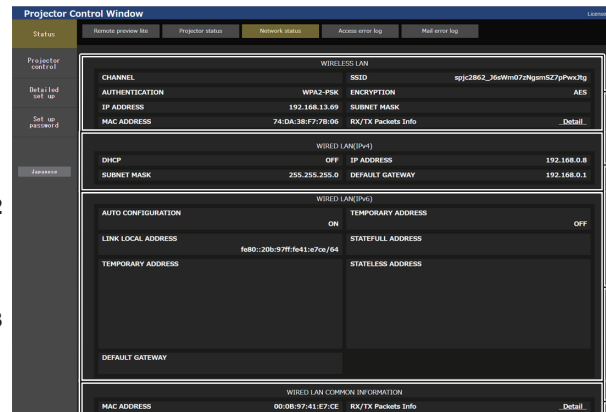 Projector Control Window
License
Status
Remote preview lite
Projector status
Network status
Access error log
Mail error log
Projector control
Detailed set up
Set up password
Japanese
WIRELESS LAN
CHANNEL
SSID spjc2862_J6sWm07zNgsmSZ7pPwxJtg
AUTHENTICATION WPA2-PSK
ENCRYPTION AES
IP ADDRESS 192.168.13.69
SUBNET MASK
MAC ADDRESS 74:DA:38:F7:7B:06
RX/TX Packets Info Detail
WIRED LAN(IPv4)
DHCP OFF
IP ADDRESS 192.168.0.8
SUBNET MASK 255.255.255.0
DEFAULT GATEWAY 192.168.0.1
WIRED LAN(IPv6)
AUTO CONFIGURATION ON
TEMPORARY ADDRESS OFF
LINK LOCAL ADDRESS fe80::20b:97ff:fe41:e7ce/64
STATEFULL ADDRESS
TEMPORARY ADDRESS
STATELESS ADDRESS
DEFAULT GATEWAY
WIRED LAN COMMON INFORMATION
MAC ADDRESS 00:0B:97:41:E7:CE
RX/TX Packets Info Detail